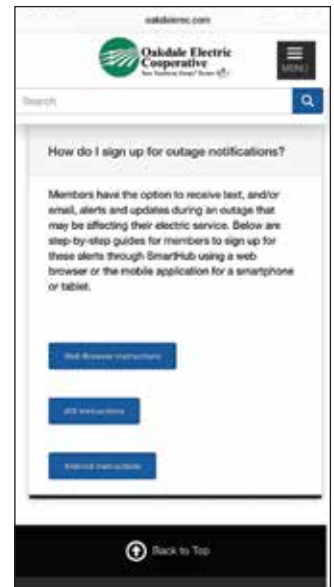 oakdalerec.com
Oakdale Electric
Cooperative
MENU
Search
How do I sign up for outage notifications?
Members have the option to receive text, and/or
email, alerts and updates during an outage that
may be affecting their electric service. Below are
step-by-step guides for members to sign up for
these alerts through SmartHub using a web
browser or the mobile application for a smartphone
or tablet.
Web Browser Instructions
iOS Instructions
Android Instructions
Back to Top